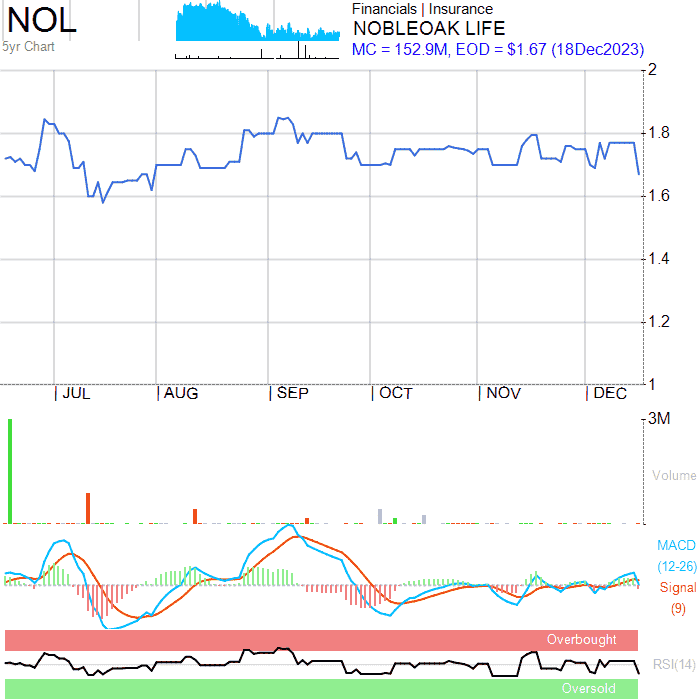 NOL
5yr Chart
Financials | Insurance
NOBLEOAK LIFE
MC = 152.9M, EOD = $1.67 (18Dec2023)
2
1.8
1.6
1.4
1.2
1
| JUL | AUG | SEP | OCT | NOV | DEC
3M
Volume
MACD
(12-26)
Signal
(9)
Overbought
RSI(14)
Oversold